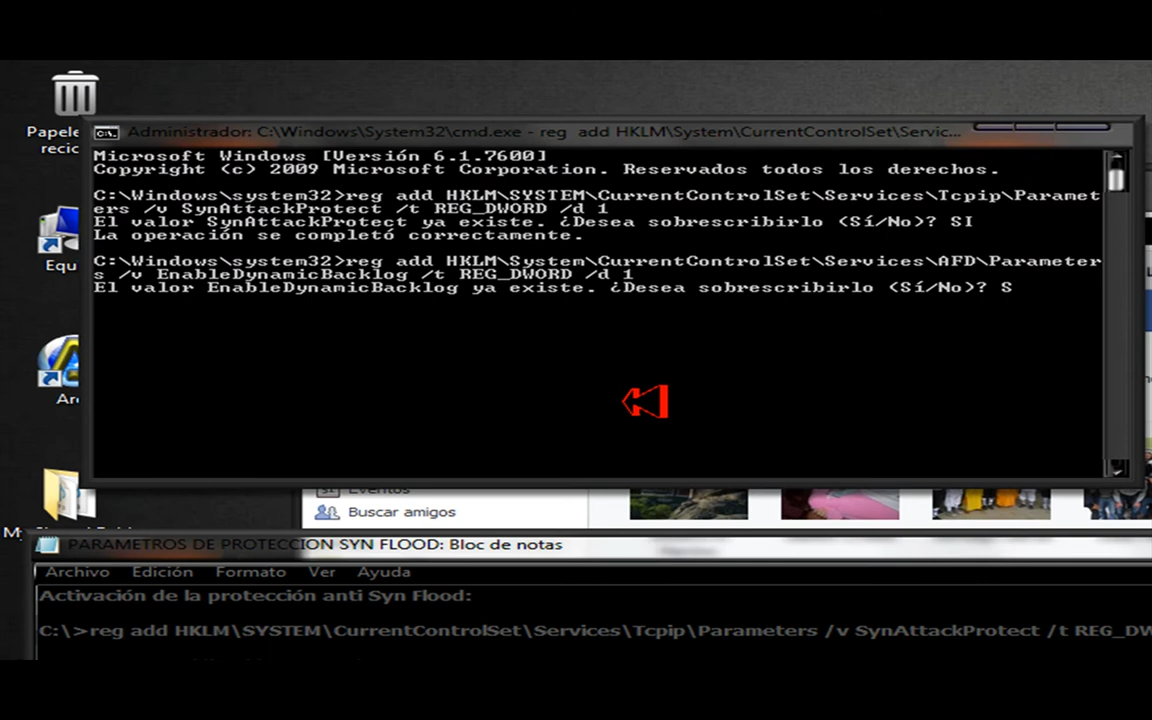 Papele
recic
Administrador: C:\Windows\System32\cmd.exe - reg  add HKLM\System\CurrentControlSet\Servic...
Microsoft Windows [Versión 6.1.7600]
Copyright (c) 2009 Microsoft Corporation. Reservados todos los derechos.
C:\Windows\system32>reg add HKLM\SYSTEM\CurrentControlSet\Services\Tcpip\Paramet
ers /v SynAttackProtect /t REG_DWORD /d 1
El valor SynAttackProtect ya existe. ¿Desea sobrescribirlo (Sí/No)? SI
La operación se completó correctamente.
C:\Windows\system32>reg add HKLM\System\CurrentControlSet\Services\AFD\Parameter
s /v EnableDynamicBacklog /t REG_DWORD /d 1
El valor EnableDynamicBacklog ya existe. ¿Desea sobrescribirlo (Sí/No)? S
Equ
Ar
Eventos
Buscar amigos
PARAMETROS DE PROTECCION SYN FLOOD: Bloc de notas
Archivo Edición Formato Ver Ayuda
Activación de la protección anti Syn Flood:
C:\>reg add HKLM\SYSTEM\CurrentControlSet\Services\Tcpip\Parameters /v SynAttackProtect /t REG_DW